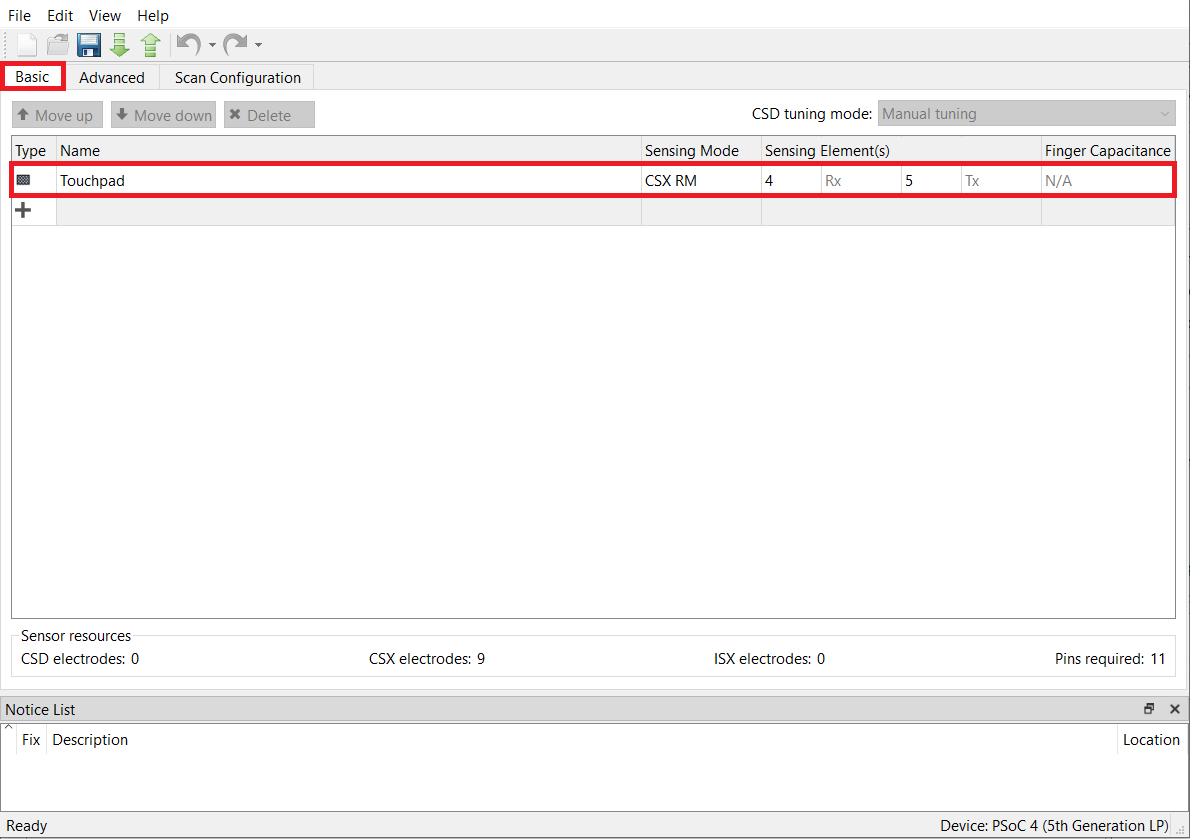 File Edit View Help
Basic Advanced Scan Configuration
Move up Move down Delete CSD tuning mode: Manual tuning
Type Name Sensing Mode Sensing Element(s) Finger Capacitance
Touchpad CSX RM 4 Rx 5 Tx N/A
Sensor resources
CSD electrodes: 0 CSX electrodes: 9 ISX electrodes: 0 Pins required: 11
Notice List
Fix Description Location
Ready Device: PSoC 4 (5th Generation LP)